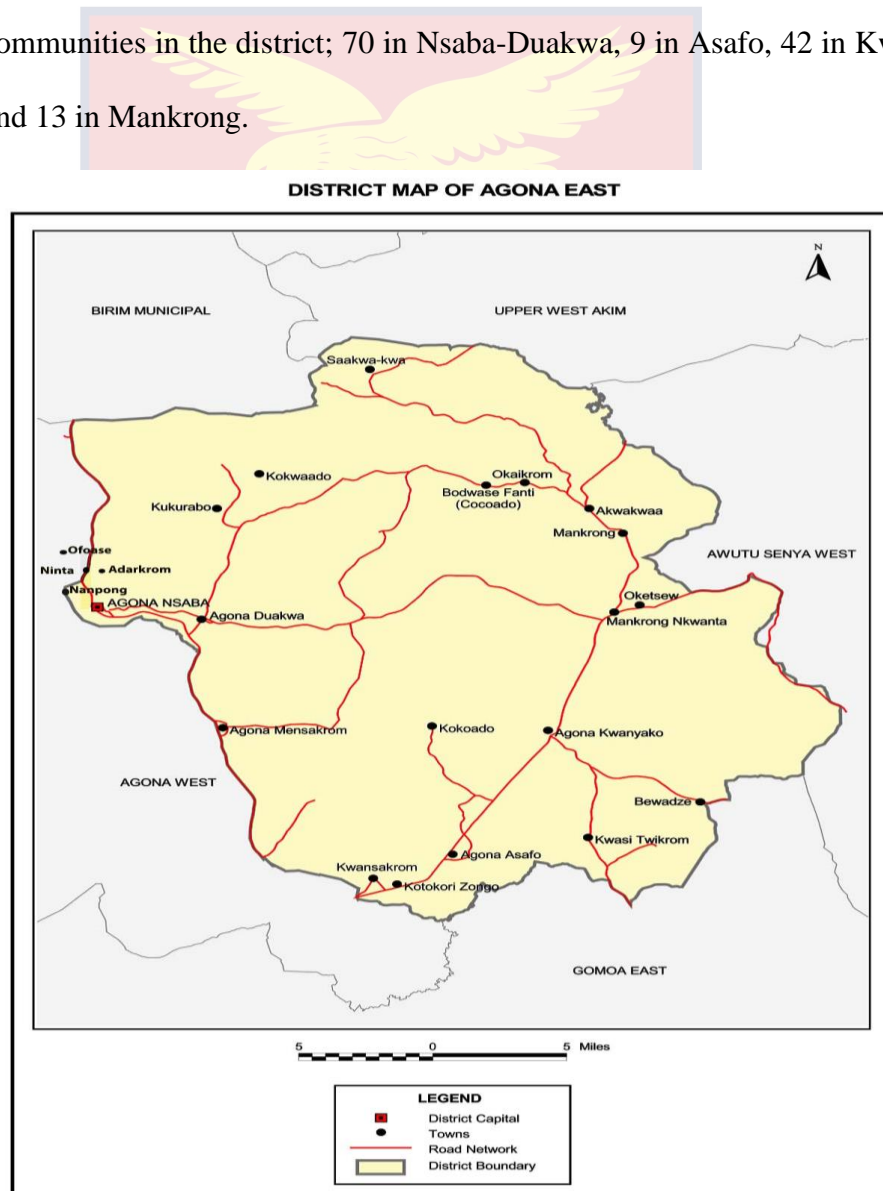 ommunities in the district; 70 in Nsaba-Duakwa, 9 in Asafo, 42 in Kw
nd 13 in Mankrong.
DISTRICT MAP OF AGONA EAST
N
BIRIM MUNICIPAL
UPPER WEST AKIM
Saakwa-kwa
Kokwaado
Okaikrom
Bodwase Fanti
(Cocoado)
Kukurabo
Akwakwaa
Mankrong
Ofoase
AWUTU SENYA WEST
Ninta
Adarkrom
Nanpong
AGONA NSABA
Oketsew
Agona Duakwa
Mankrong Nkwanta
Agona Mensakrom
Kokoado
Agona Kwanyako
AGONA WEST
Bewadze
Kwasi Twikrom
Agona Asafo
Kwansakrom
Kotokori Zongo
GOMOA EAST
5 0 5 Miles
LEGEND
District Capital
Towns
Road Network
District Boundary